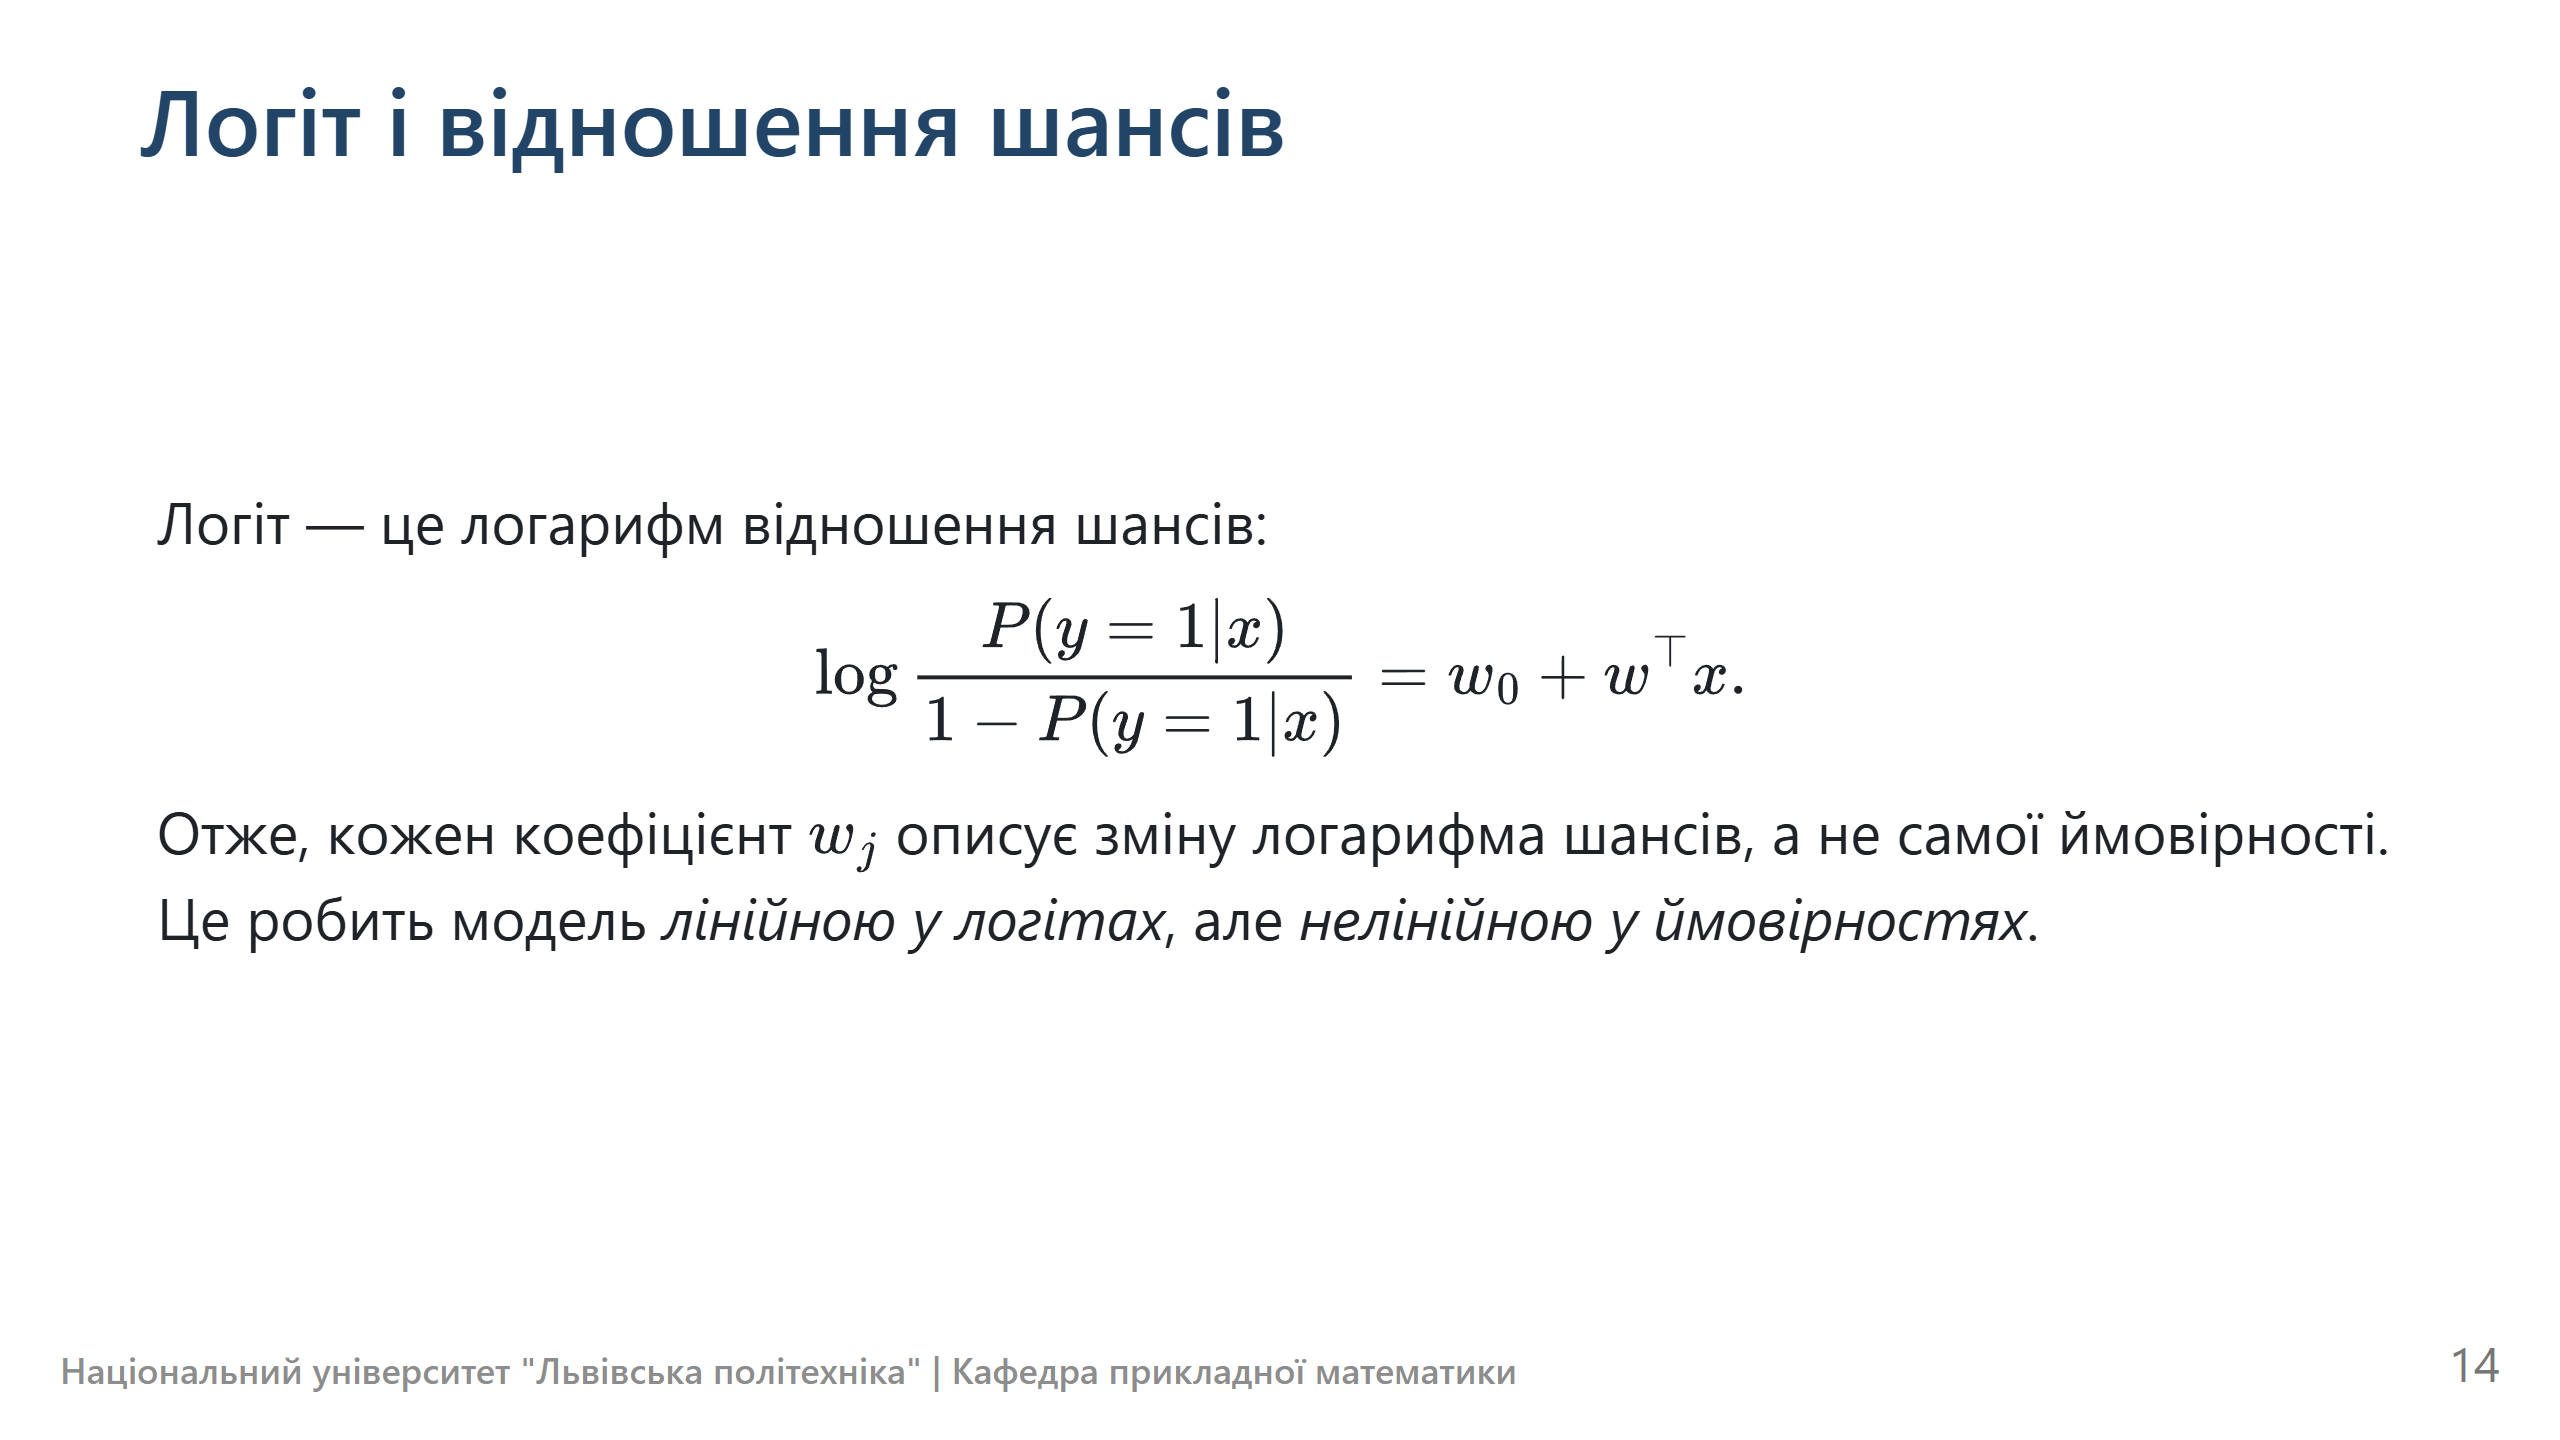 Логіт і відношення шансів
Логіт — це логарифм відношення шансів:
log P(y = 1|x) / 1 − P(y = 1|x) = w₀ + w^⊤ x.
Отже, кожен коефіцієнт w_j описує зміну логарифма шансів, а не самої ймовірності.
Це робить модель лінійною у логітах, але нелінійною у ймовірностях.
Національний університет "Львівська політехніка" | Кафедра прикладної математики
14